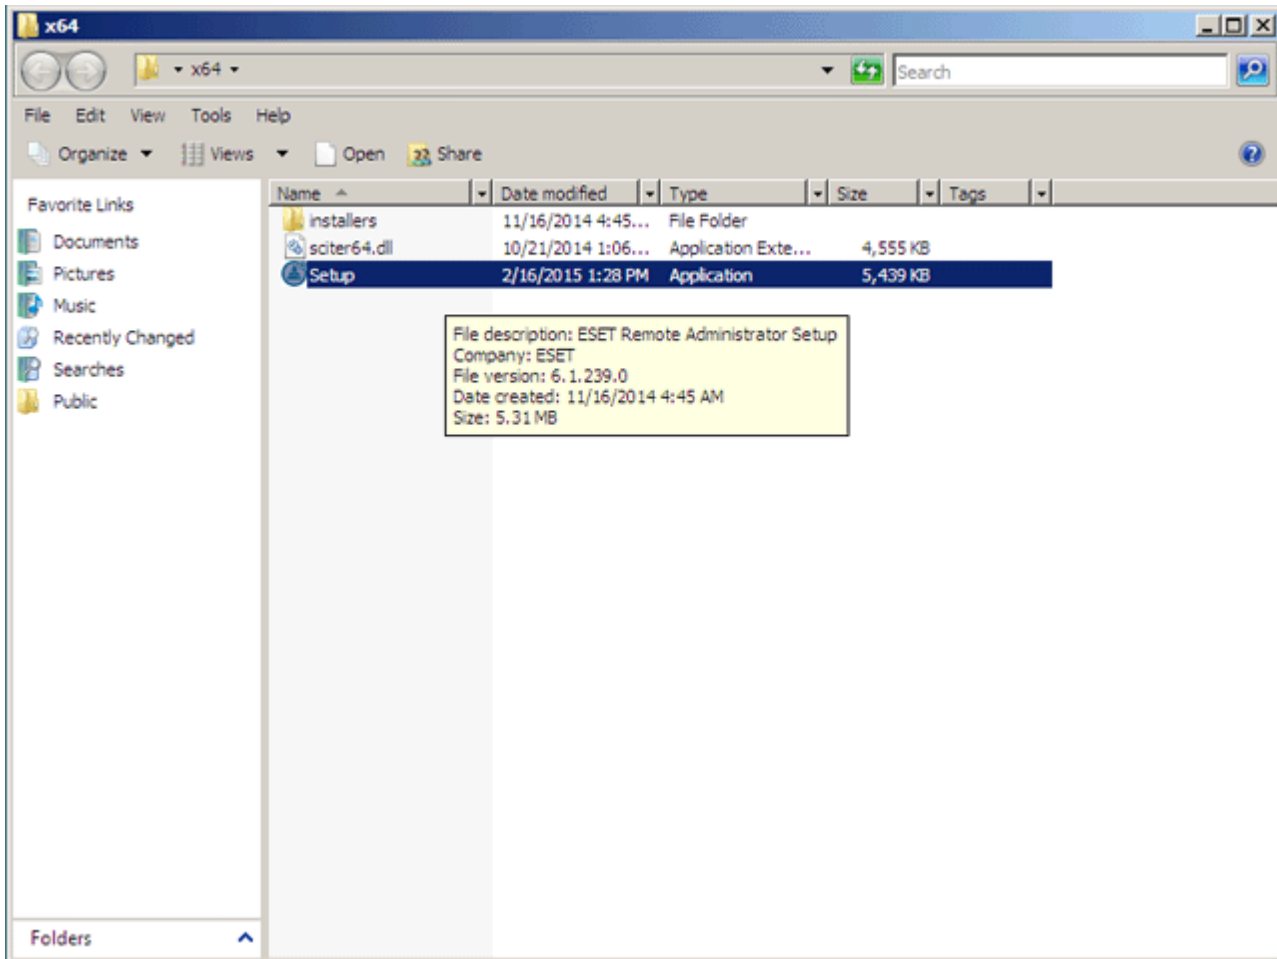 x64
x64
Search
File Edit View Tools Help
Organize Views Open Share
Favorite Links
Documents
Pictures
Music
Recently Changed
Searches
Public
Name Date modified Type Size Tags
installers 11/16/2014 4:45... File Folder
sciter64.dll 10/21/2014 1:06... Application Exte... 4,555 KB
Setup 2/16/2015 1:28 PM Application 5,439 KB
File description: ESET Remote Administrator Setup
Company: ESET
File version: 6.1.239.0
Date created: 11/16/2014 4:45 AM
Size: 5.31 MB
Folders